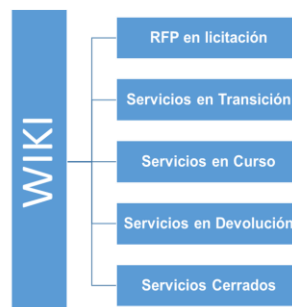 WIKI
RFP en licitación
Servicios en Transición
Servicios en Curso
Servicios en Devolución
Servicios Cerrados